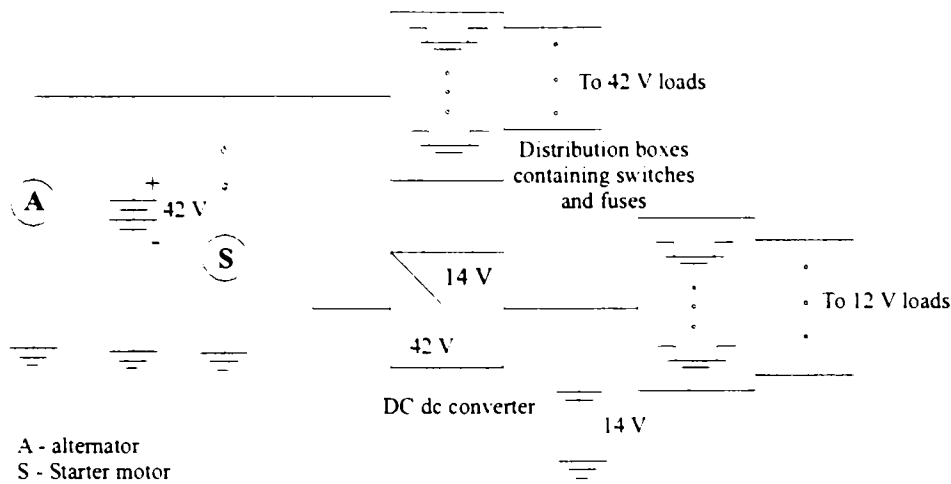 To 42 V loads
Distribution boxes
containing switches
and fuses
A
+
42 V
-
S
14 V
To 12 V loads
42 V
DC dc converter
14 V
A - alternator
S - Starter motor